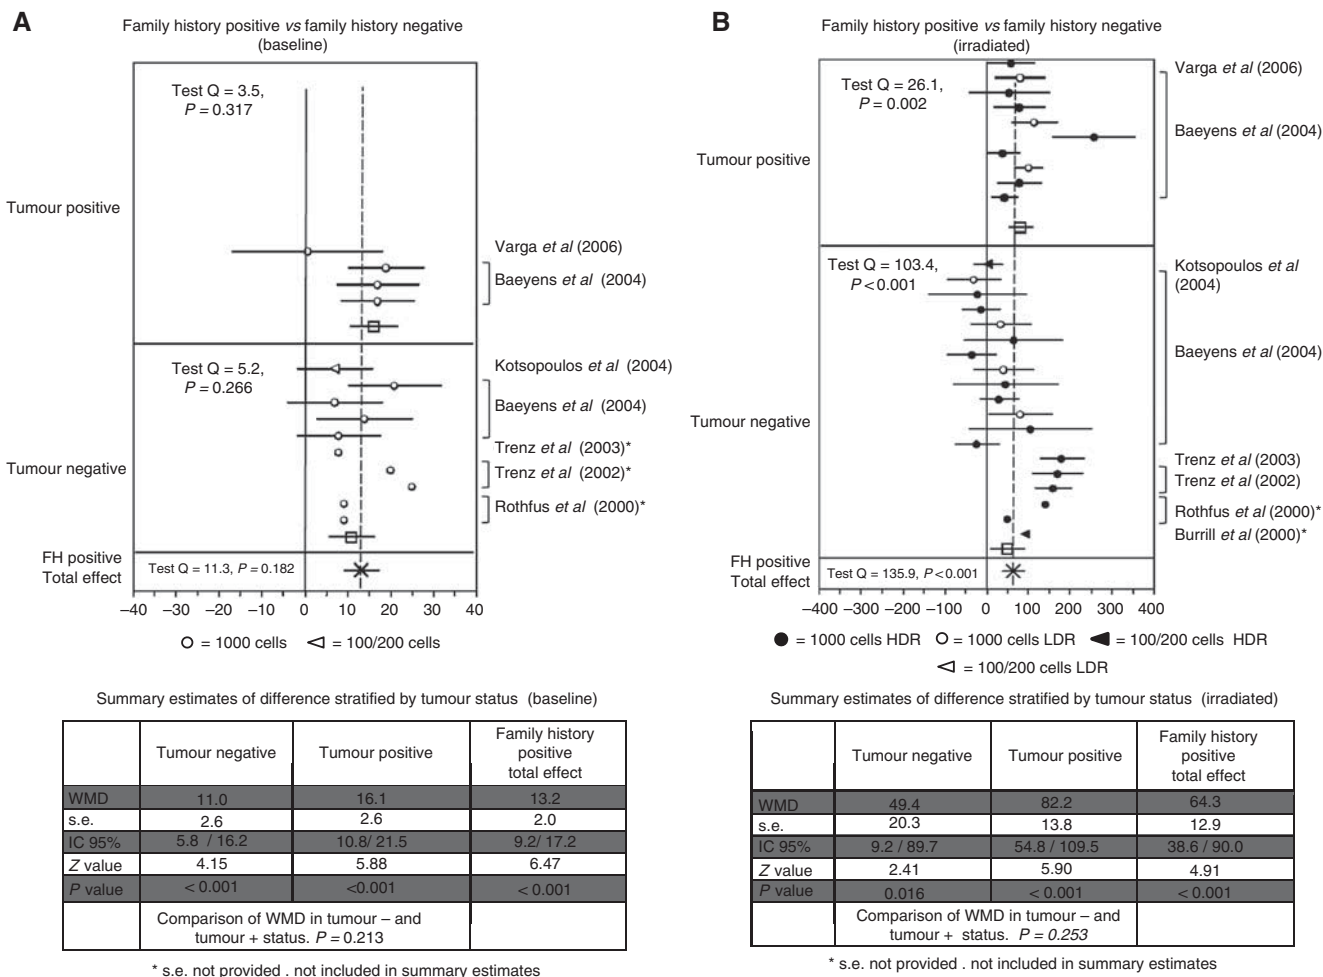 A
Family history positive vs family history negative
(baseline)
Test Q = 3.5,
P = 0.317
Tumour positive
Varga et al (2006)
Baeyens et al (2004)
Test Q = 5.2,
P = 0.266
Kotsopoulos et al (2004)
Baeyens et al (2004)
Trenz et al (2003)*
Tumour negative
Trenz et al (2002)*
Rothfus et al (2000)*
FH positive
Total effect
Test Q = 11.3, P = 0.182
−40 −30 −20 −10 0 10 20 30 40
= 1000 cells = 100/200 cells
Summary estimates of difference stratified by tumour status (baseline)
Tumour negative Tumour positive Family history positive total effect
WMD 11.0 16.1 13.2
s.e. 2.6 2.6 2.0
IC 95% 5.8 / 16.2 10.8/ 21.5 9.2/ 17.2
Z value 4.15 5.88 6.47
P value < 0.001 <0.001 < 0.001
Comparison of WMD in tumour – and
tumour + status. P = 0.213
* s.e. not provided . not included in summary estimates
B
Family history positive vs family history negative
(irradiated)
Test Q = 26.1,
P = 0.002
Varga et al (2006)
Baeyens et al (2004)
Tumour positive
Test Q = 103.4,
P < 0.001
Kotsopoulos et al
(2004)
Baeyens et al (2004)
Tumour negative
Trenz et al (2003)
Trenz et al (2002)
Rothfus et al (2000)*
Burrill et al (2000)*
FH positive
Total effect
Test Q = 135.9, P < 0.001
−400 −300 −200 −100 0 100 200 300 400
= 1000 cells HDR = 1000 cells LDR = 100/200 cells HDR
= 100/200 cells LDR
Summary estimates of difference stratified by tumour status (irradiated)
Tumour negative Tumour positive Family history positive total effect
WMD 49.4 82.2 64.3
s.e. 20.3 13.8 12.9
IC 95% 9.2 / 89.7 54.8 / 109.5 38.6 / 90.0
Z value 2.41 5.90 4.91
P value 0.016 < 0.001 < 0.001
Comparison of WMD in tumour – and
tumour + status. P = 0.253
* s.e. not provided . not included in summary estimates